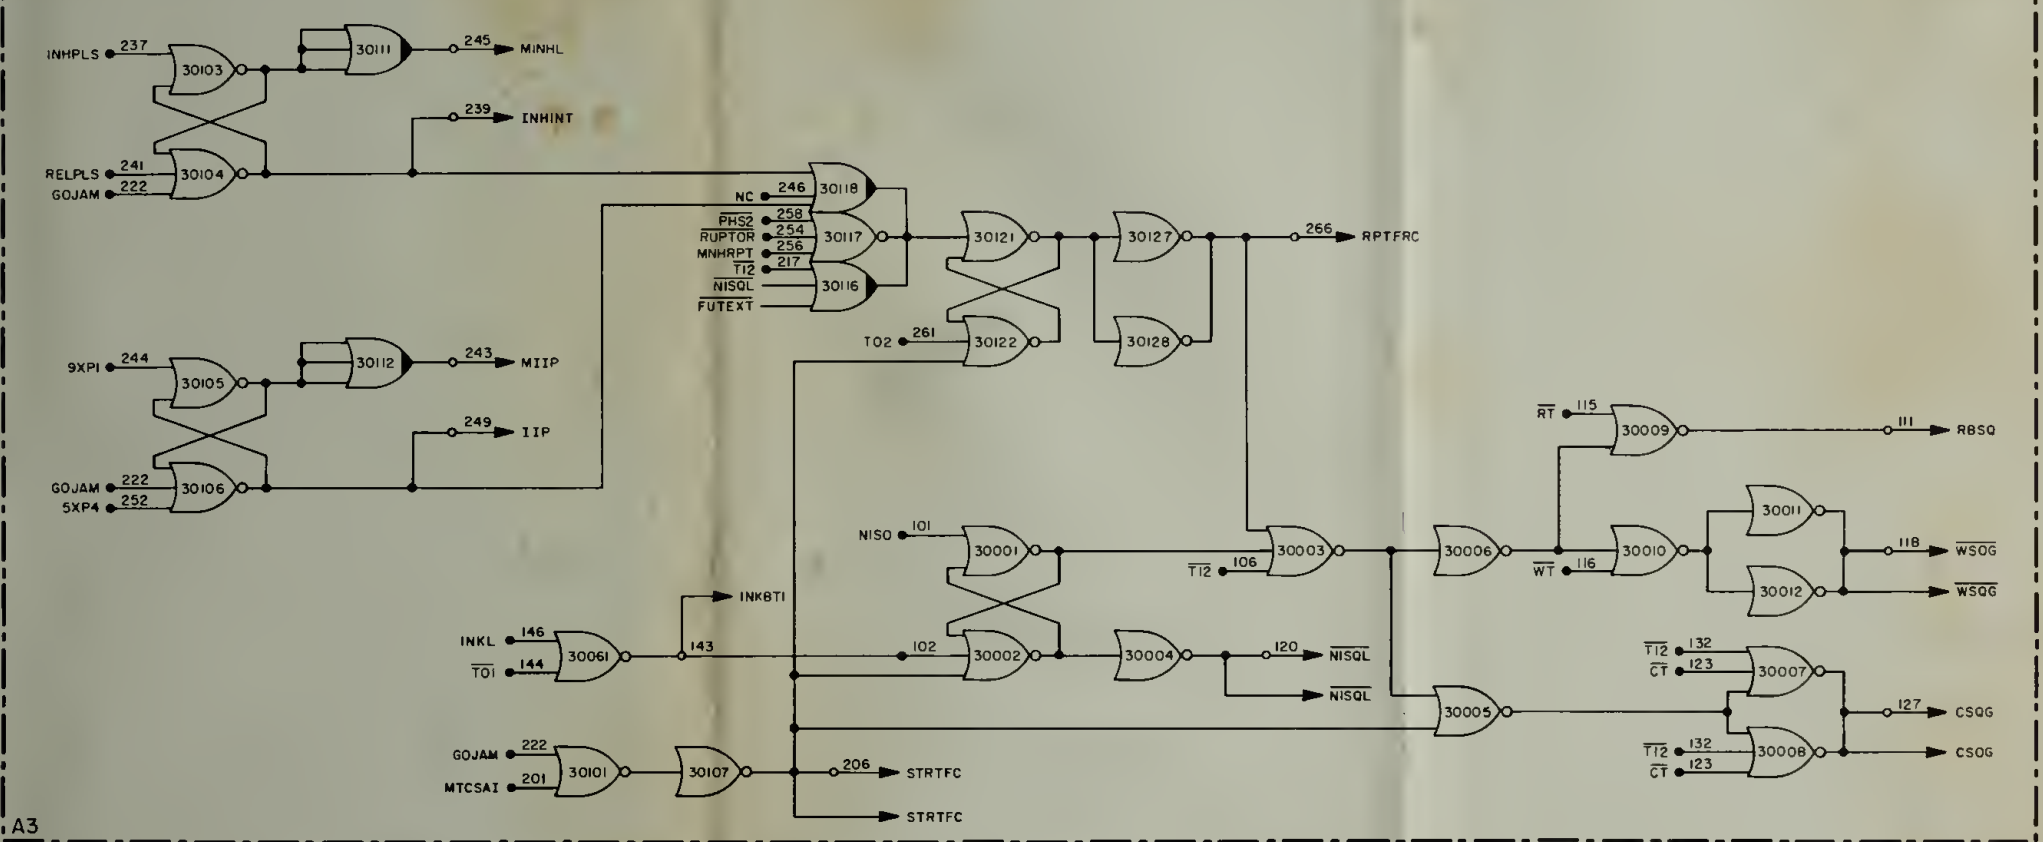 INHPLS 237 30103 30111 245 MINHL
239 INHINT
RELPLS 241 30104
GOJAM 222
NC 246 30118
PHS2 258
RUPTOR 254 30117
MNHRPT 256
T12 217
NISQL 30116
FUTEXT
30121 30127 266 RPTFRC
T02 261 30122 30128
9XP1 244 30105 30112 243 MIIP
249 IIP
GOJAM 222 30106
5XP4 252
RT 115 30009 111 RBSQ
NISQ 101 30001 30003 30006 30010 30011 118 WSQG
T12 106
WT 116
30012 WSQG
INKBT1
INKL 146 30061 143 102 30002 30004 120 NISQL
T01 144
NISQL
T12 132 30007
CT 123
30005 127 CSQG
T12 132 30008 CSQG
CT 123
GOJAM 222 30101 30107 206 STRTFC
MTCSAI 201
STRTFC
A3